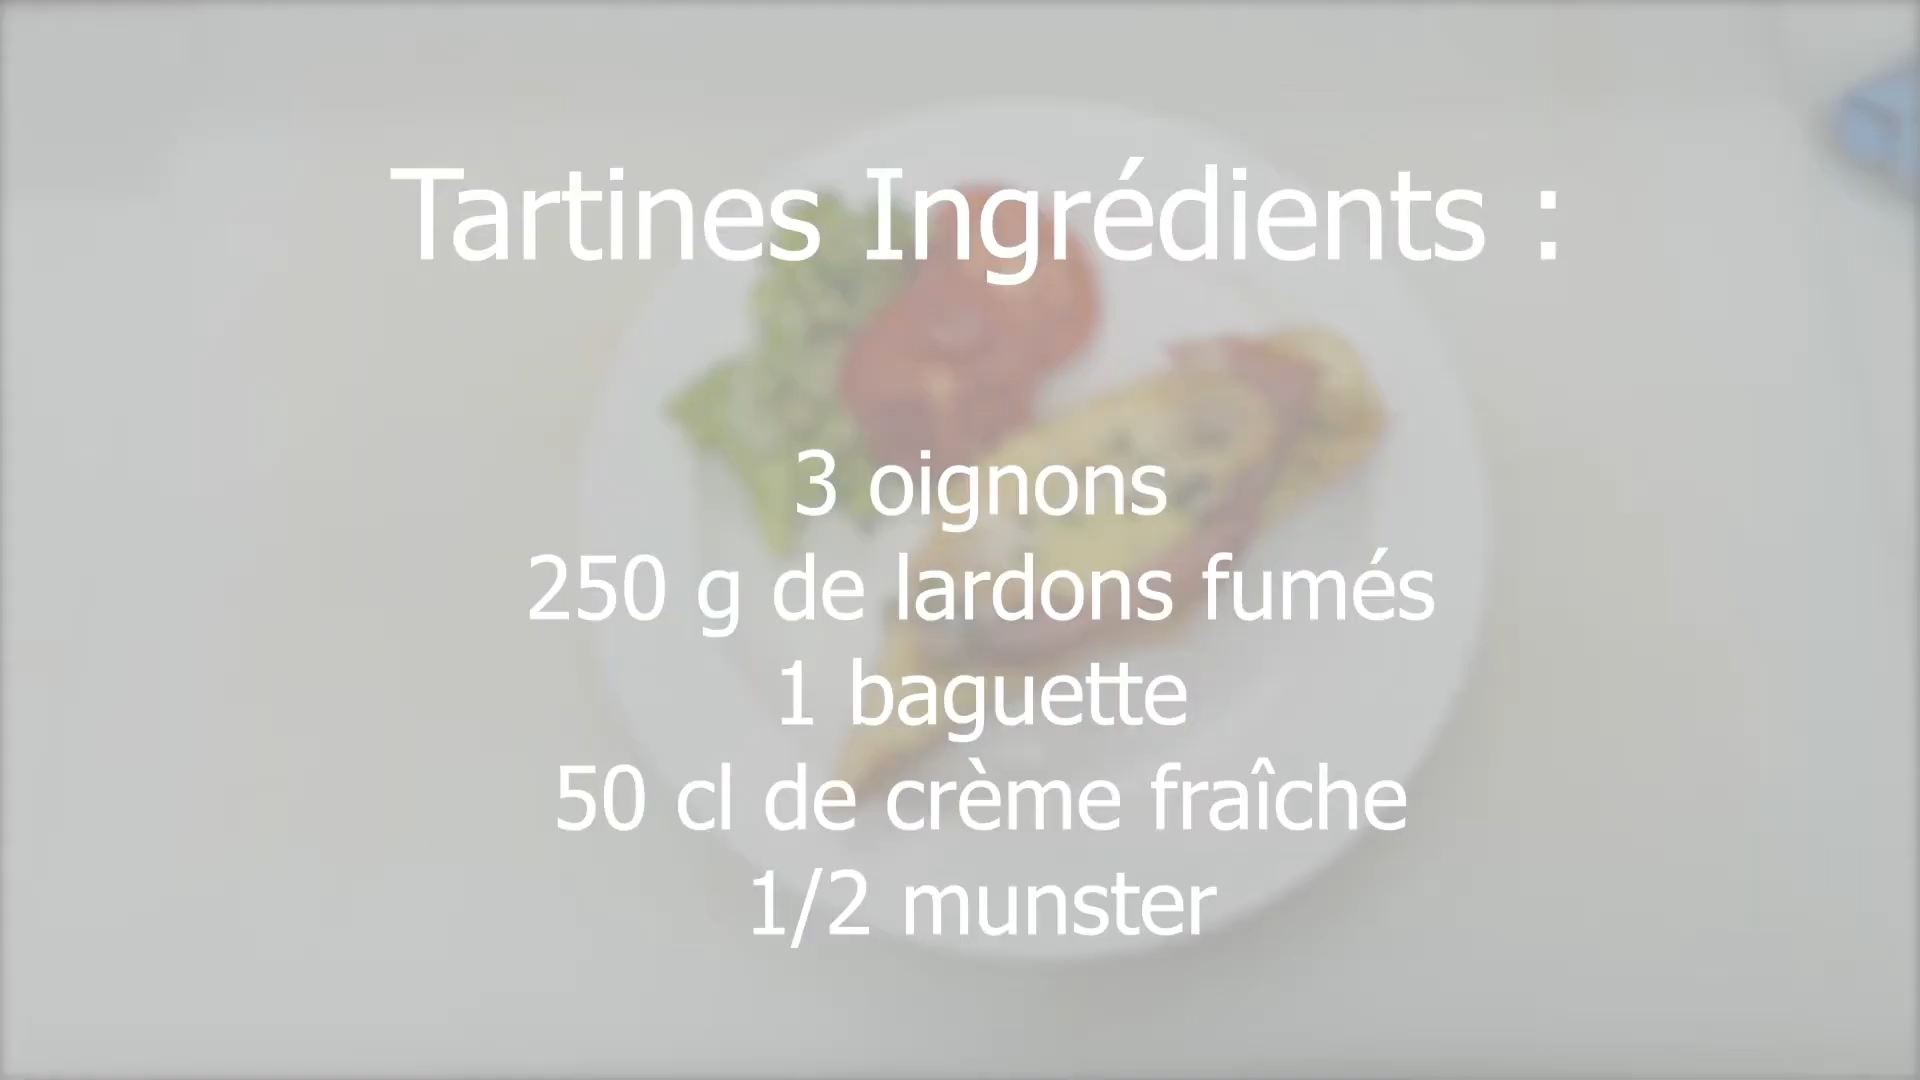 Tartines Ingrédients :
3 oignons
250 g de lardons fumés
1 baguette
50 cl de crème fraîche
1/2 munster